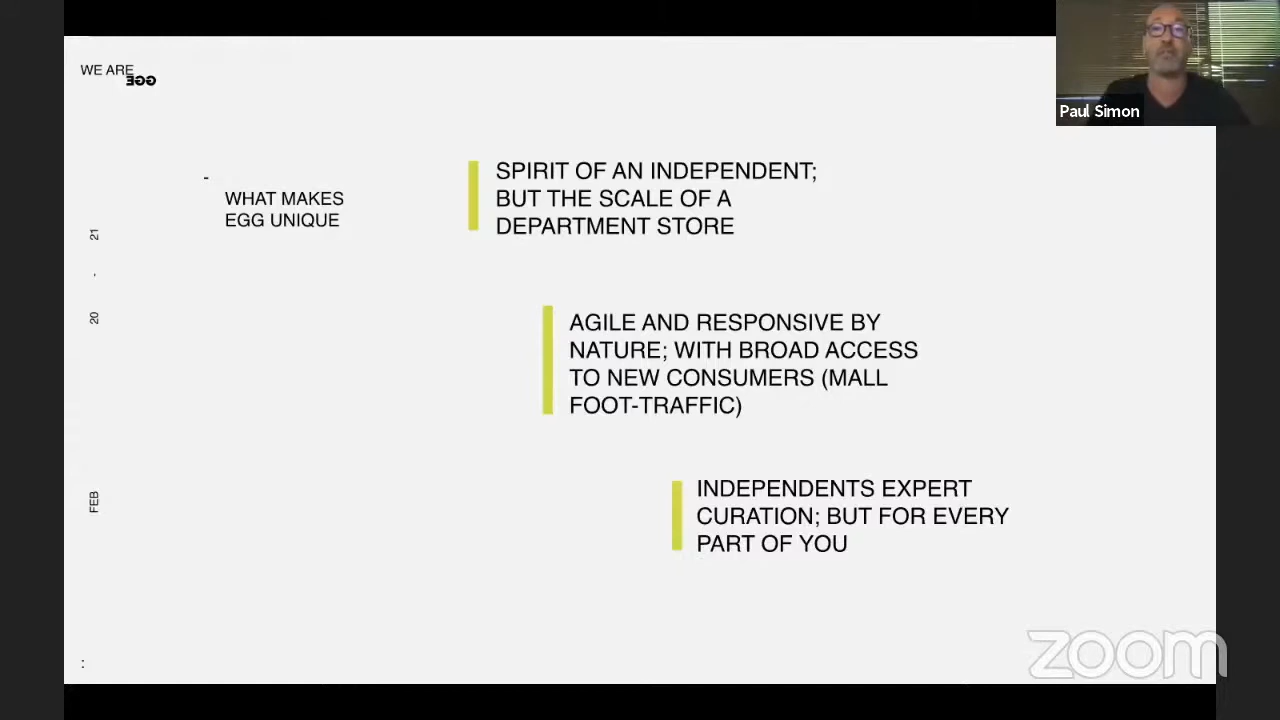 WE ARE
EGG
Paul Simon
-
WHAT MAKES
EGG UNIQUE
SPIRIT OF AN INDEPENDENT;
BUT THE SCALE OF A
DEPARTMENT STORE
AGILE AND RESPONSIVE BY
NATURE; WITH BROAD ACCESS
TO NEW CONSUMERS (MALL
FOOT-TRAFFIC)
INDEPENDENTS EXPERT
CURATION; BUT FOR EVERY
PART OF YOU
FEB
20
-
21
:
zoom